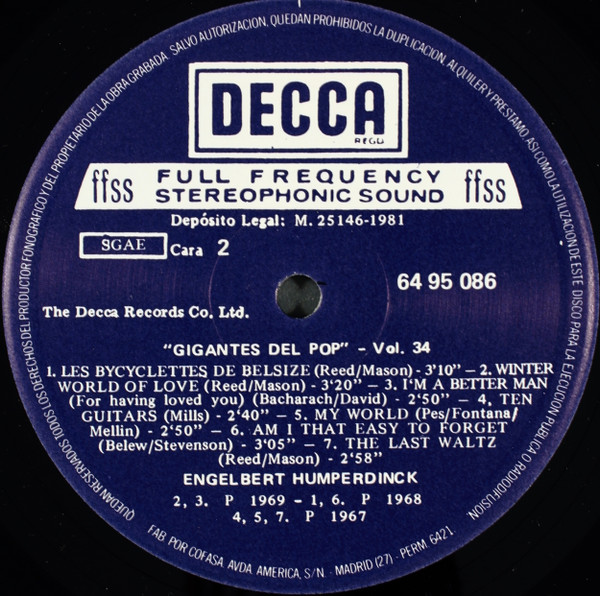 DECCA
REGD
ffss FULL FREQUENCY STEREOPHONIC SOUND ffss
Depósito Legal: M. 25146-1981
SGAE Cara 2
64 95 086
The Decca Records Co. Ltd.
"GIGANTES DEL POP" - Vol. 34
1. LES BYCYCLETTES DE BELSIZE (Reed/Mason) - 3'10" - 2. WINTER
WORLD OF LOVE (Reed/Mason) - 3'20" - 3. I'M A BETTER MAN
(For having loved you) (Bacharach/David) - 2'50" - 4, TEN
GUITARS (Mills) - 2'40" - 5. MY WORLD (Pes/Fontana/
Mellin) - 2'50" - 6. AM I THAT EASY TO FORGET
(Belew/Stevenson) - 3'05" - 7. THE LAST WALTZ
(Reed/Mason) - 2'58"
ENGELBERT HUMPERDINCK
2, 3. P 1969 - 1, 6. P 1968
4, 5, 7. P 1967
QUEDAN RESERVADOS TODOS LOS DERECHOS DEL PRODUCTOR FONOGRAFICO Y DEL PROPIETARIO DE LA OBRA GRABADA. SALVO AUTORIZACION, QUEDAN PROHIBIDOS LA DUPLICACION, ALQUILER Y PRESTAMO, ASI COMO LA UTILIZACION DE ESTE DISCO PARA LA EJECUCION PUBLICA O RADIODIFUSION.
FAB. POR COFASA. AVDA. AMERICA, S/N - MADRID (27) - PERM. 6421